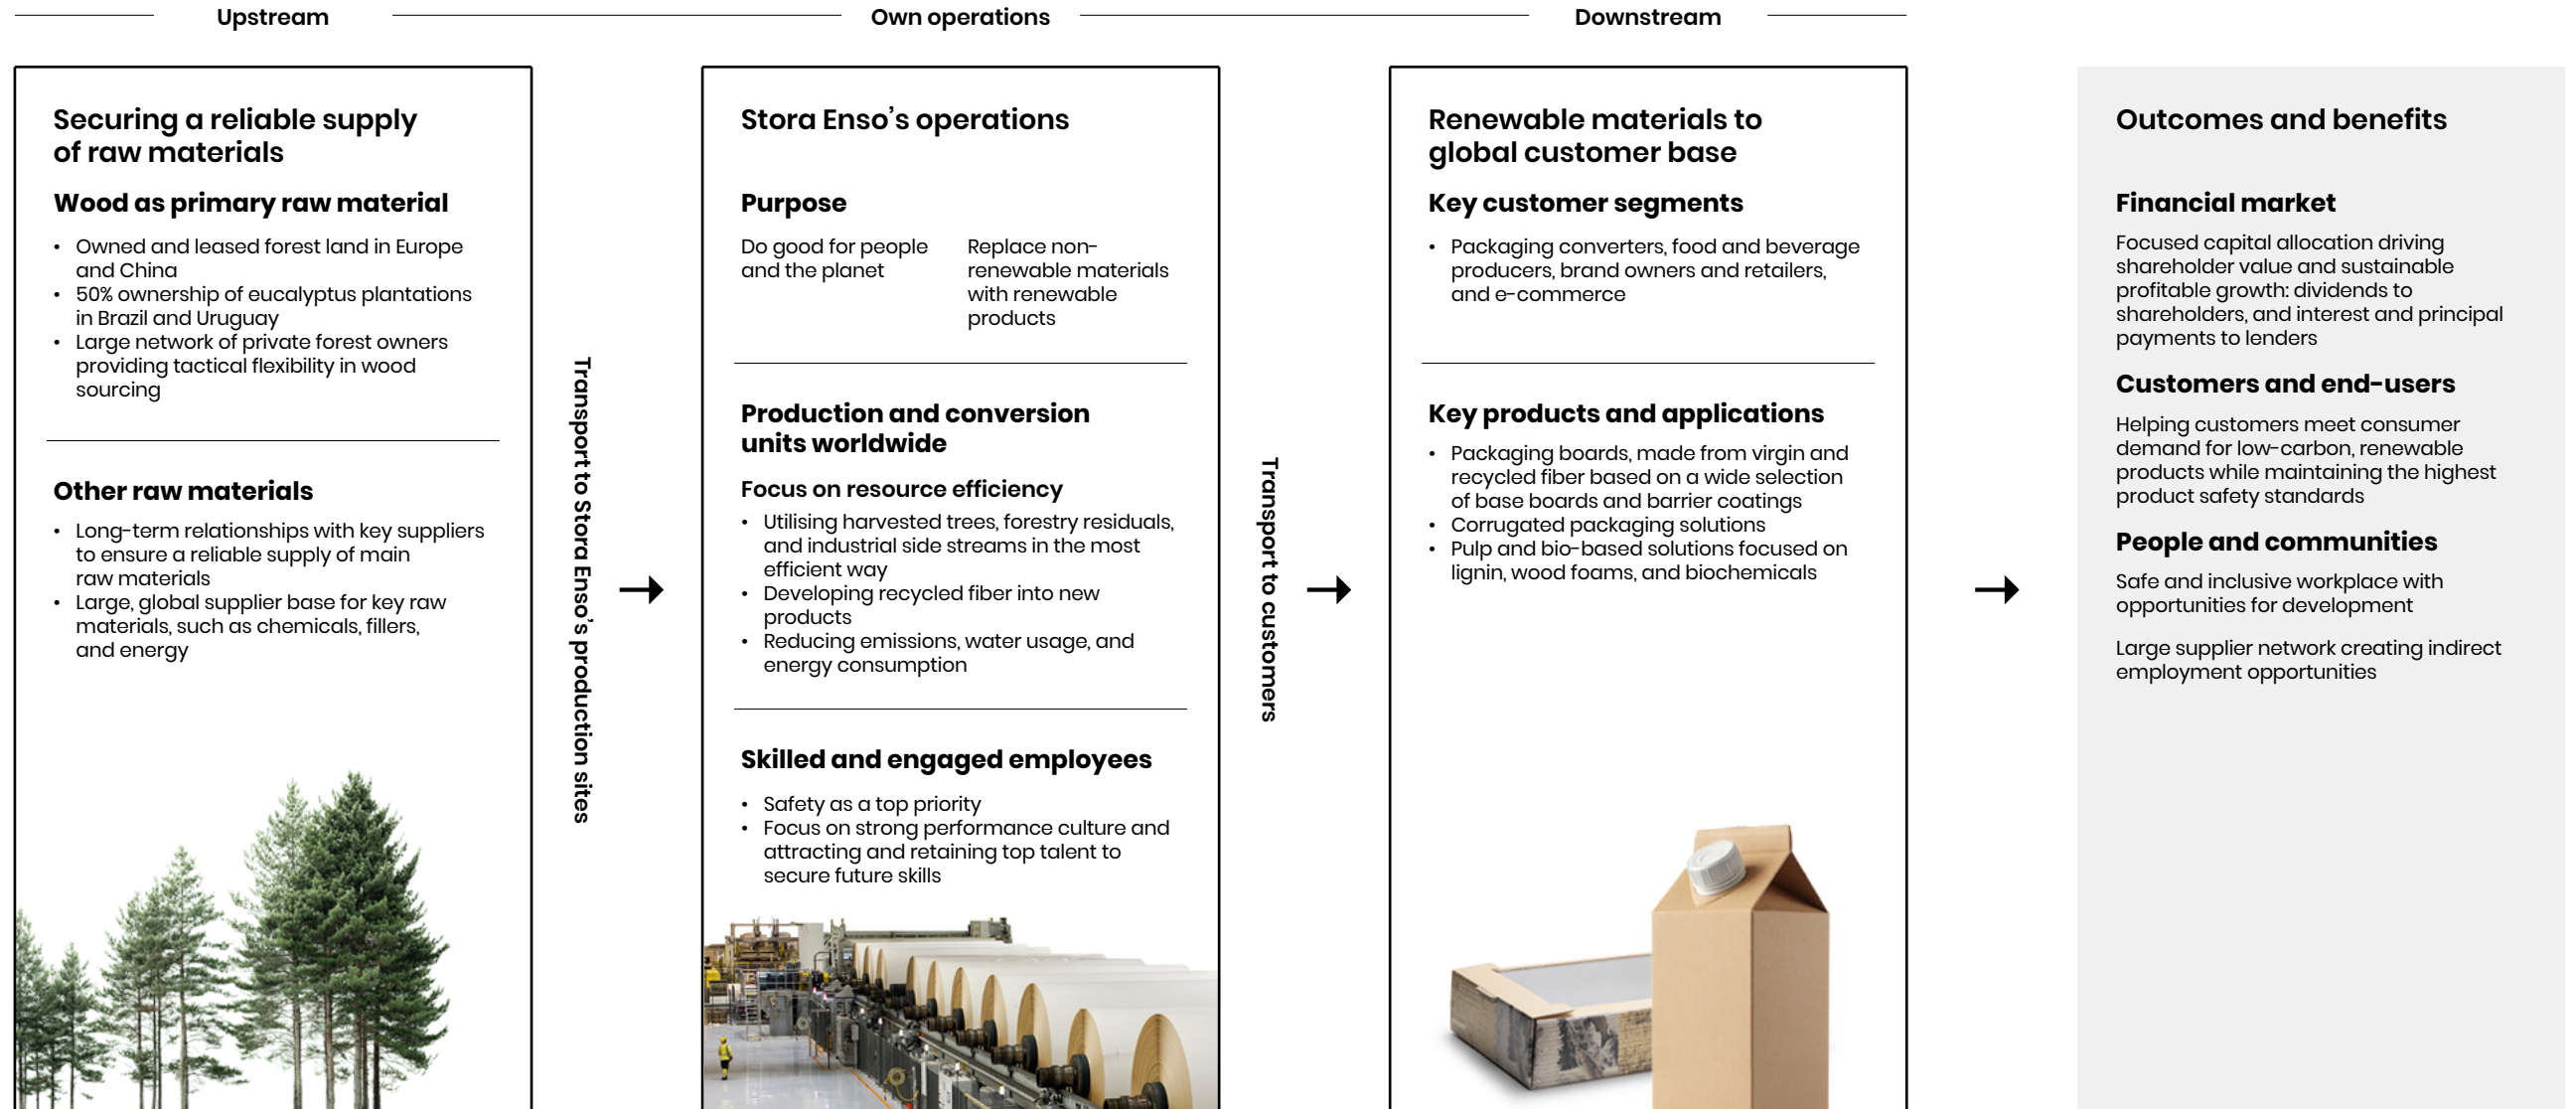 Upstream
Own operations
Downstream
Securing a reliable supply
of raw materials
Wood as primary raw material
• Owned and leased forest land in Europe
and China
• 50% ownership of eucalyptus plantations
in Brazil and Uruguay
• Large network of private forest owners
providing tactical flexibility in wood
sourcing
Other raw materials
• Long-term relationships with key suppliers
to ensure a reliable supply of main
raw materials
• Large, global supplier base for key raw
materials, such as chemicals, fillers,
and energy
Transport to Stora Enso’s production sites
Stora Enso’s operations
Purpose
Do good for people
and the planet
Replace non-
renewable materials
with renewable
products
Production and conversion
units worldwide
Focus on resource efficiency
• Utilising harvested trees, forestry residuals,
and industrial side streams in the most
efficient way
• Developing recycled fiber into new
products
• Reducing emissions, water usage, and
energy consumption
Skilled and engaged employees
• Safety as a top priority
• Focus on strong performance culture and
attracting and retaining top talent to
secure future skills
Transport to customers
Renewable materials to
global customer base
Key customer segments
• Packaging converters, food and beverage
producers, brand owners and retailers,
and e-commerce
Key products and applications
• Packaging boards, made from virgin and
recycled fiber based on a wide selection
of base boards and barrier coatings
• Corrugated packaging solutions
• Pulp and bio-based solutions focused on
lignin, wood foams, and biochemicals
Outcomes and benefits
Financial market
Focused capital allocation driving
shareholder value and sustainable
profitable growth: dividends to
shareholders, and interest and principal
payments to lenders
Customers and end-users
Helping customers meet consumer
demand for low-carbon, renewable
products while maintaining the highest
product safety standards
People and communities
Safe and inclusive workplace with
opportunities for development
Large supplier network creating indirect
employment opportunities